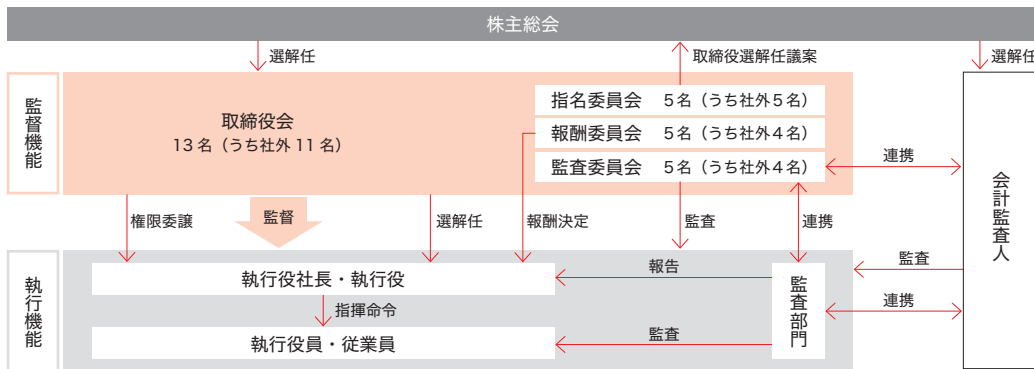 株主総会
選解任
取締役選解任議案
選解任
監督機能
取締役会
13名（うち社外11名）
指名委員会 5名（うち社外5名）
報酬委員会 5名（うち社外4名）
監査委員会 5名（うち社外4名）
連携
会計監査人
権限委譲
監督
選解任
報酬決定
監査
連携
執行機能
執行役社長・執行役
報告
監査部門
監査
指揮命令
連携
執行役員・従業員
監査